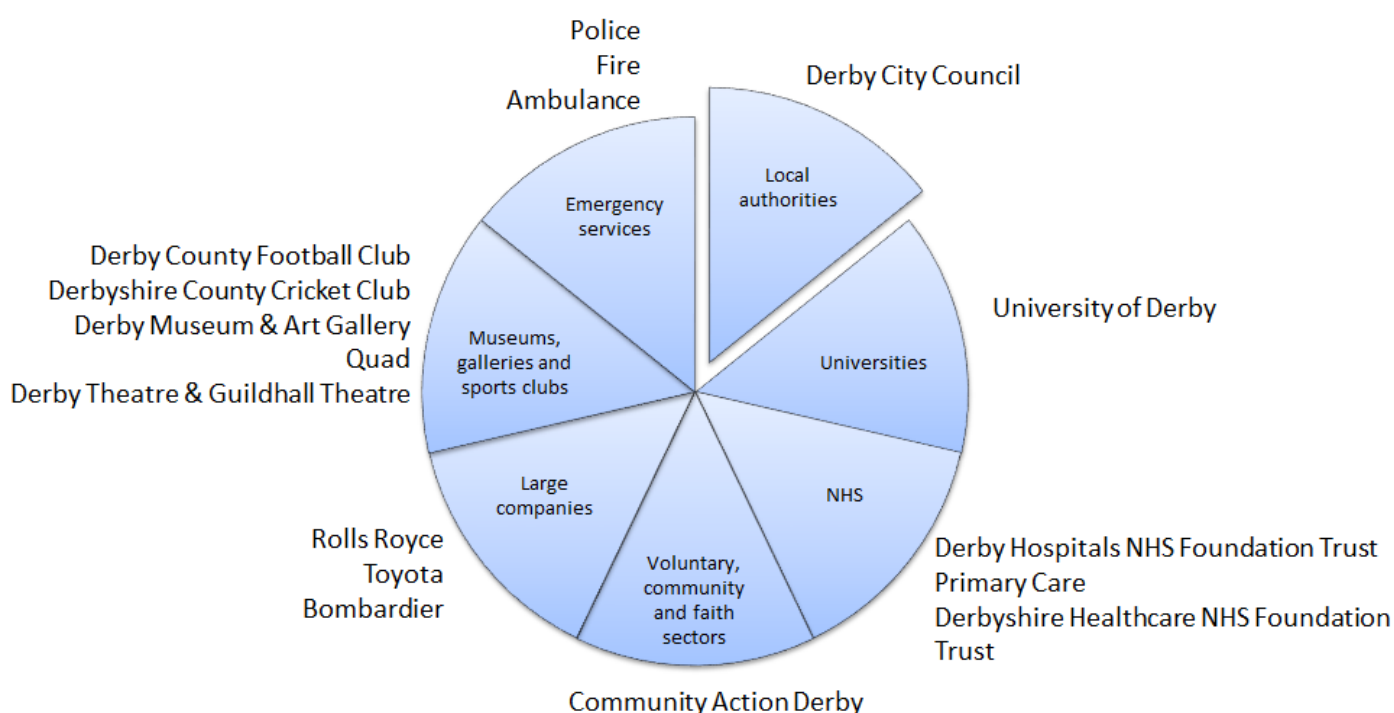 Police
Fire
Ambulance
Derby City Council
Local
authorities
Emergency
services
Derby County Football Club
Derbyshire County Cricket Club
Derby Museum & Art Gallery
Quad
Derby Theatre & Guildhall Theatre
Museums,
galleries and
sports clubs
Universities
University of Derby
Large
companies
NHS
Rolls Royce
Toyota
Bombardier
Voluntary,
community
and faith
sectors
Derby Hospitals NHS Foundation Trust
Primary Care
Derbyshire Healthcare NHS Foundation
Trust
Community Action Derby